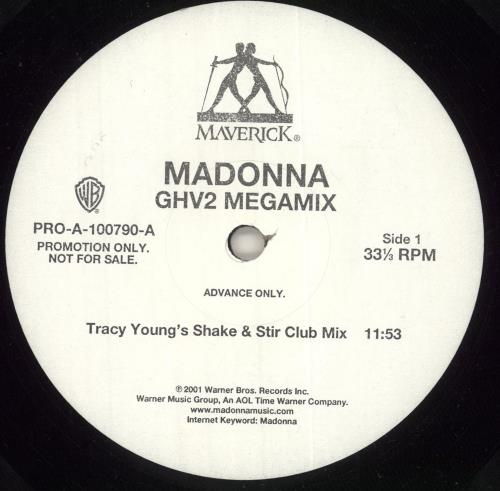 MAVERICK®
MADONNA
GHV2 MEGAMIX
WB
®
PRO-A-100790-A
PROMOTION ONLY.
NOT FOR SALE.
Side 1
33⅓ RPM
ADVANCE ONLY.
Tracy Young's Shake & Stir Club Mix 11:53
℗ 2001 Warner Bros. Records Inc.
Warner Music Group, An AOL Time Warner Company.
www.madonnamusic.com
Internet Keyword: Madonna